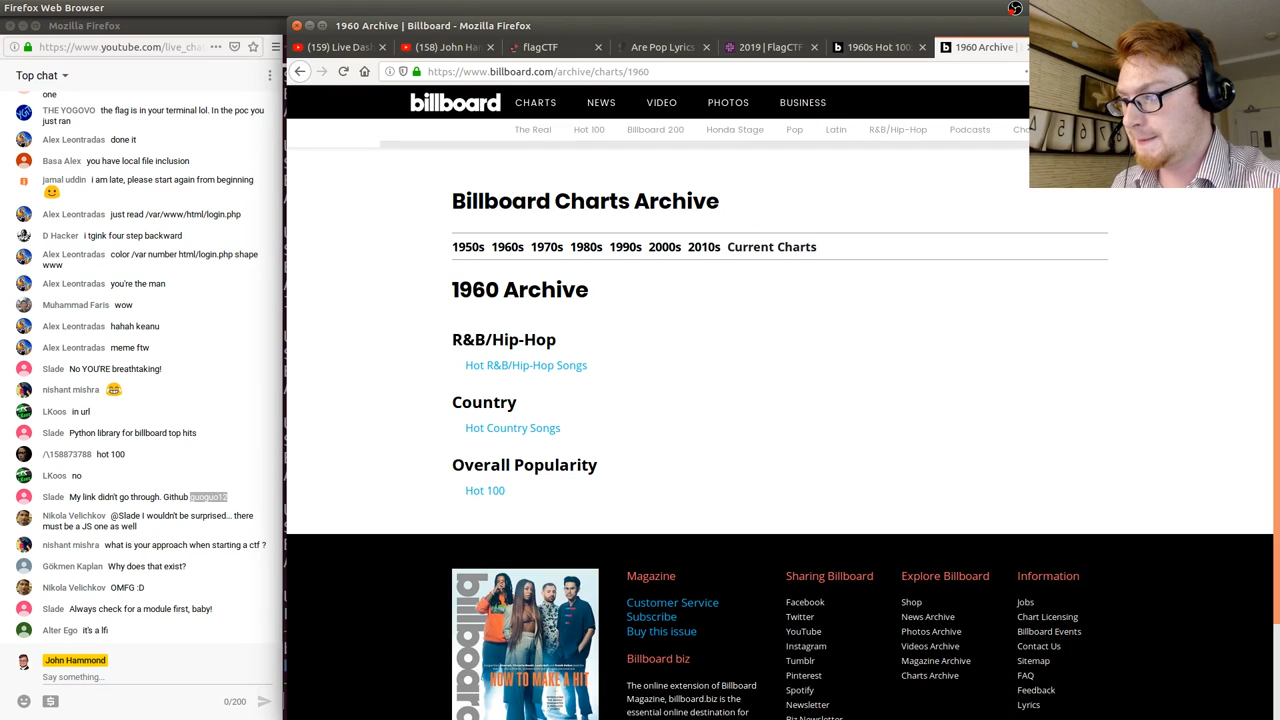 Firefox Web Browser
Mozilla Firefox
1960 Archive | Billboard - Mozilla Firefox
(159) Live Das
(158) John Har
flagCTF
Are Pop Lyrics
2019 | FlagCTF
1960s Hot 100
1960 Archive |
https://www.youtube.com/live_chat
https://www.billboard.com/archive/charts/1960
Top chat
one
THE YOGOVO the flag is in your terminal lol. In the poc you
just ran
Alex Leontradas done it
Basa Alex you have local file inclusion
jamal uddin i am late, please start again from beginning
Alex Leontradas just read /var/www/html/login.php
D Hacker i tgink four step backward
Alex Leontradas color /var number html/login.php shape
www
Alex Leontradas you're the man
Muhammad Faris wow
Alex Leontradas hahah keanu
Alex Leontradas meme ftw
Slade No YOU'RE breathtaking!
nishant mishra
LKoos in url
Slade Python library for billboard top hits
/\158873788 hot 100
LKoos no
Slade My link didn't go through. Github guoguo12
Nikola Velichkov @Slade I wouldn't be surprised... there
must be a JS one as well
nishant mishra what is your approach when starting a ctf ?
Gökmen Kaplan Why does that exist?
Nikola Velichkov OMFG :D
Slade Always check for a module first, baby!
Alter Ego it's a lfi
John Hammond
Say something...
0/200
billboard CHARTS NEWS VIDEO PHOTOS BUSINESS
The Real Hot 100 Billboard 200 Honda Stage Pop Latin R&B/Hip-Hop Podcasts Cha
Billboard Charts Archive
1950s 1960s 1970s 1980s 1990s 2000s 2010s Current Charts
1960 Archive
R&B/Hip-Hop
Hot R&B/Hip-Hop Songs
Country
Hot Country Songs
Overall Popularity
Hot 100
billboard
NOW TO MAKE A HIT
Magazine
Customer Service
Subscribe
Buy this issue
Billboard biz
The online extension of Billboard
Magazine, billboard.biz is the
essential online destination for
Sharing Billboard
Facebook
Twitter
YouTube
Instagram
Tumblr
Pinterest
Spotify
Newsletter
Biz Newsletter
Explore Billboard
Shop
News Archive
Photos Archive
Videos Archive
Magazine Archive
Charts Archive
Information
Jobs
Chart Licensing
Billboard Events
Contact Us
Sitemap
FAQ
Feedback
Lyrics